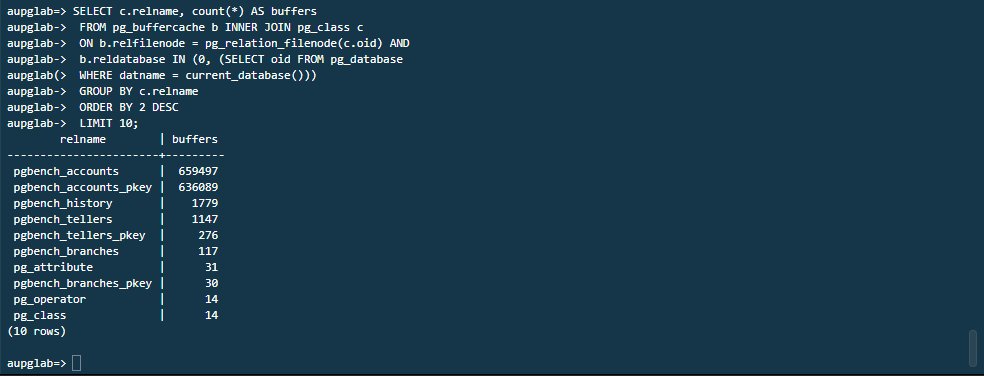 aupglab=> SELECT c.relname, count(*) AS buffers
aupglab-> FROM pg_buffercache b INNER JOIN pg_class c
aupglab-> ON b.relfilenode = pg_relation_filenode(c.oid) AND
aupglab-> b.reldatabase IN (0, (SELECT oid FROM pg_database
aupglab(> WHERE datname = current_database()))
aupglab-> GROUP BY c.relname
aupglab-> ORDER BY 2 DESC
aupglab-> LIMIT 10;
relname | buffers
-----------------------+---------
pgbench_accounts | 659497
pgbench_accounts_pkey | 636089
pgbench_history | 1779
pgbench_tellers | 1147
pgbench_tellers_pkey | 276
pgbench_branches | 117
pg_attribute | 31
pgbench_branches_pkey | 30
pg_operator | 14
pg_class | 14
(10 rows)
aupglab=>